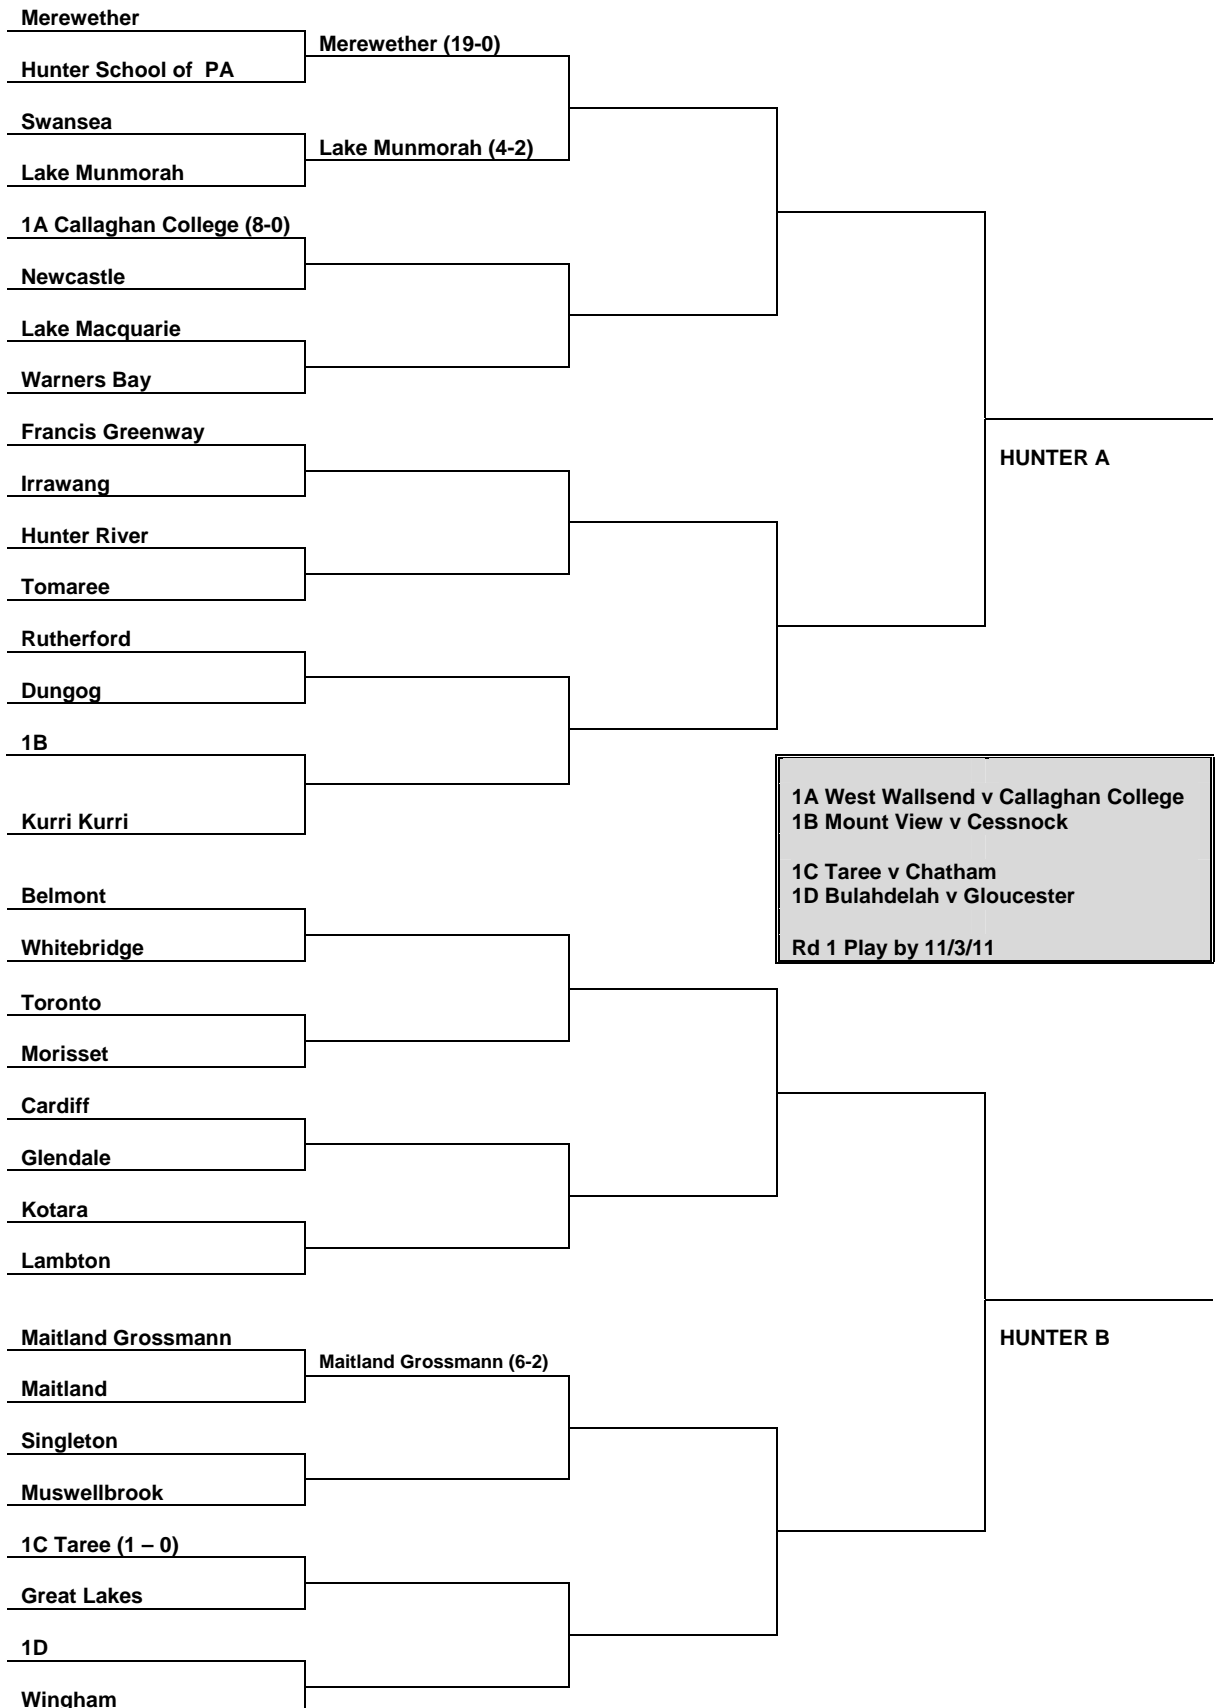 Merewether
Merewether (19-0)
Hunter School of PA
Swansea
Lake Munmorah (4-2)
Lake Munmorah
1A Callaghan College (8-0)
Newcastle
Lake Macquarie
Warners Bay
Francis Greenway
HUNTER A
Irrawang
Hunter River
Tomaree
Rutherford
Dungog
1B
Kurri Kurri
1A West Wallsend v Callaghan College
1B Mount View v Cessnock
1C Taree v Chatham
1D Bulahdelah v Gloucester
Rd 1 Play by 11/3/11
Belmont
Whitebridge
Toronto
Morisset
Cardiff
Glendale
Kotara
Lambton
Maitland Grossmann
HUNTER B
Maitland Grossmann (6-2)
Maitland
Singleton
Muswellbrook
1C Taree (1 – 0)
Great Lakes
1D
Wingham